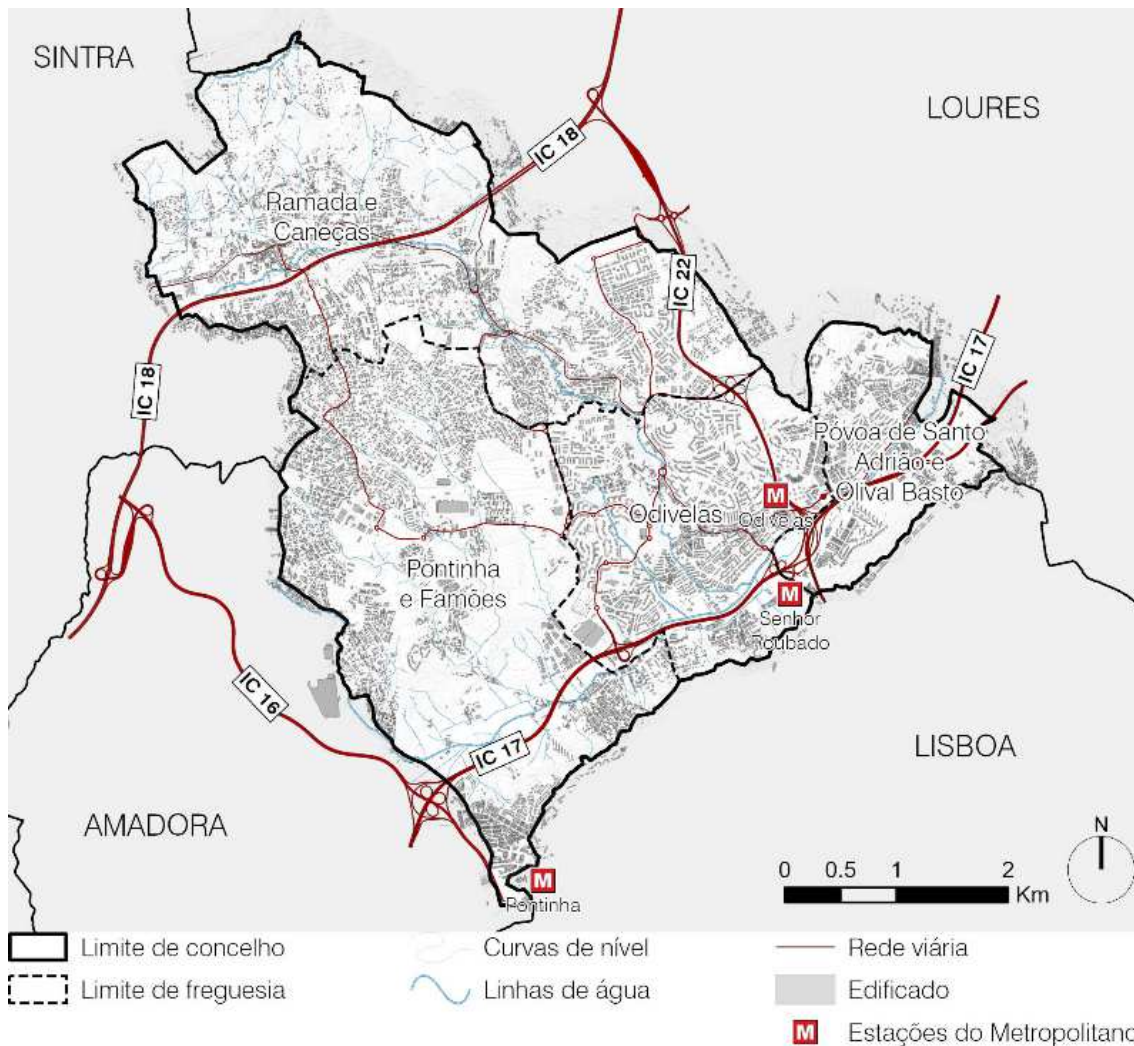 SINTRA
LOURES
IC 18
Ramada e
Caneças
IC 22
IC 17
IC 18
Póvoa de Santo
Adrião e
Olival Basto
M
Odivelas
Odivelas
Pontinha
e Famões
M
Senhor
Roubado
IC 16
IC 17
LISBOA
AMADORA
N
0 0.5 1 2
Km
M
Pontinha
Limite de concelho
Curvas de nível
Rede viária
Limite de freguesia
Linhas de água
Edificado
M
Estações do Metropolitano